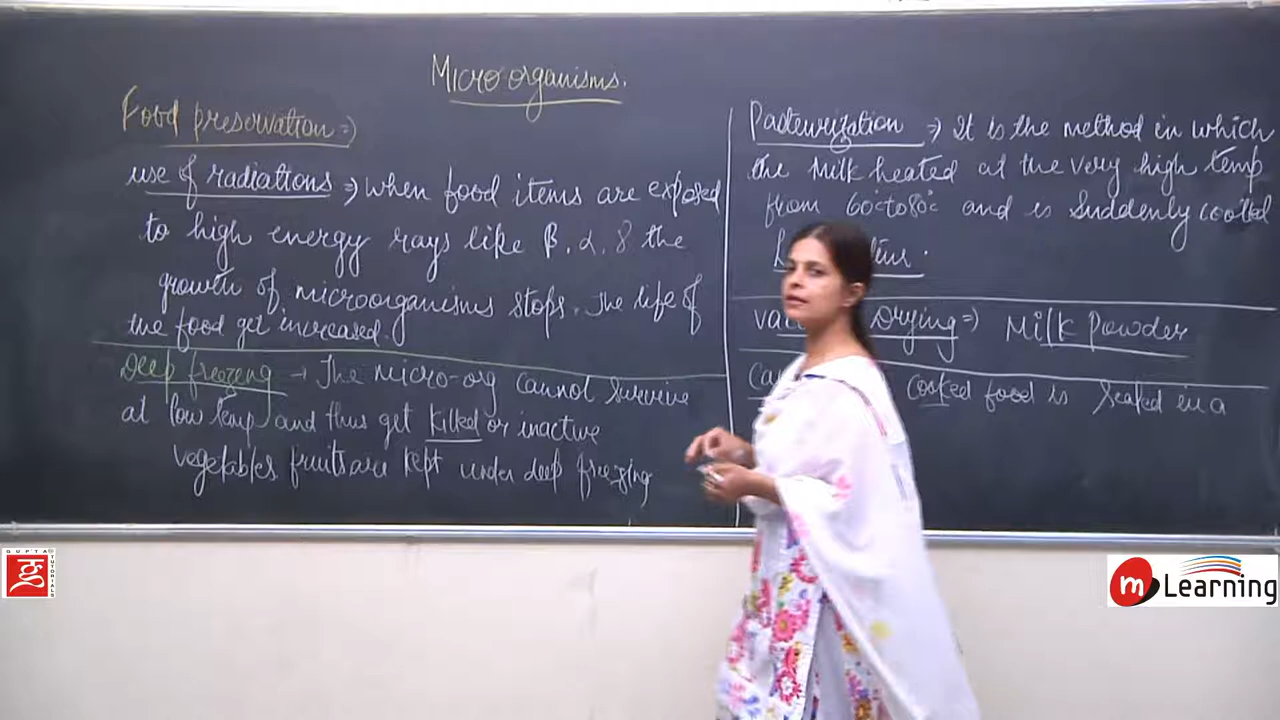 Microorganisms.
Food preservation =)
use of radiations => when food items are exposed
to high energy rays like β, α, γ the
growth of microorganisms stops. The life of
the food get increased.
Deep freezeng → The micro-org cannot survive
at low temp and thus get killed or inactive
vegetables fruits are kept under deep freezing
Pasteurization => It is the method in which
the Milk heated at the very high temp
from 60°c to 80°c and is suddenly cooled
Drying =) Milk Powder
Cooked food is sealed in a
GUPTA TUTORIALS
m Learning